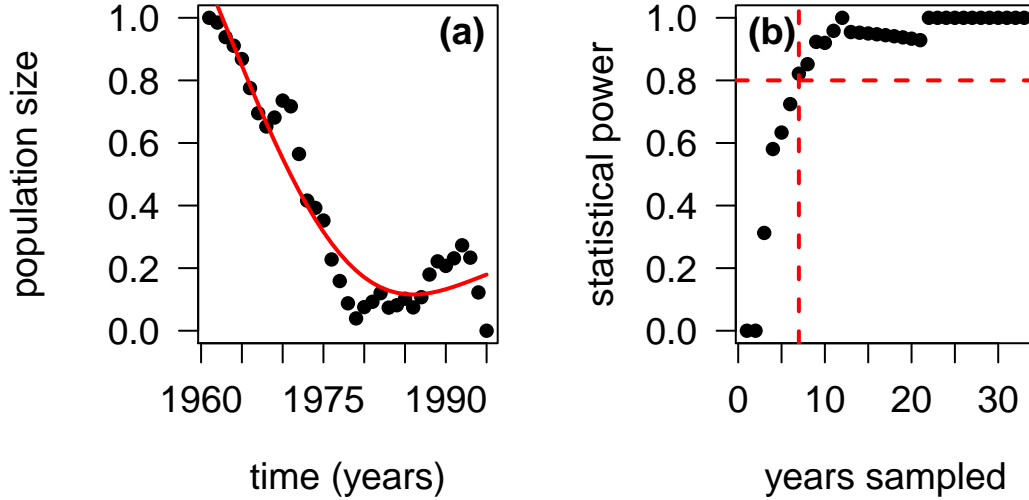 (a)
population size
1.0
0.8
0.6
0.4
0.2
0.0
1960 1975 1990
time (years)
(b)
statistical power
1.0
0.8
0.6
0.4
0.2
0.0
0 10 20 30
years sampled